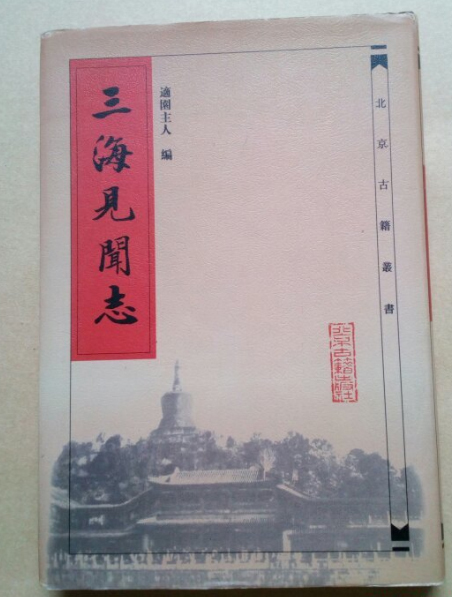 北京古籍叢書
適園主人 編
三海見聞志
北京古籍出版社